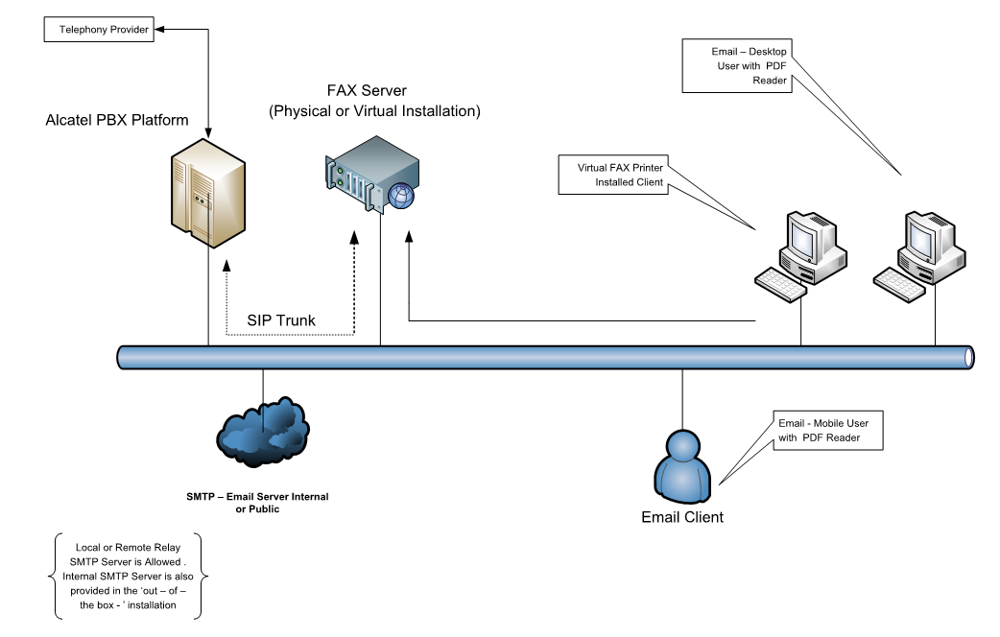 Telephony Provider
Email – Desktop
User with PDF
Reader
FAX Server
(Physical or Virtual Installation)
Alcatel PBX Platform
Virtual FAX Printer
Installed Client
SIP Trunk
Email - Mobile User
with PDF Reader
SMTP – Email Server Internal
or Public
Email Client
Local or Remote Relay
SMTP Server is Allowed .
Internal SMTP Server is also
provided in the ‘out – of –
the box - ’ installation